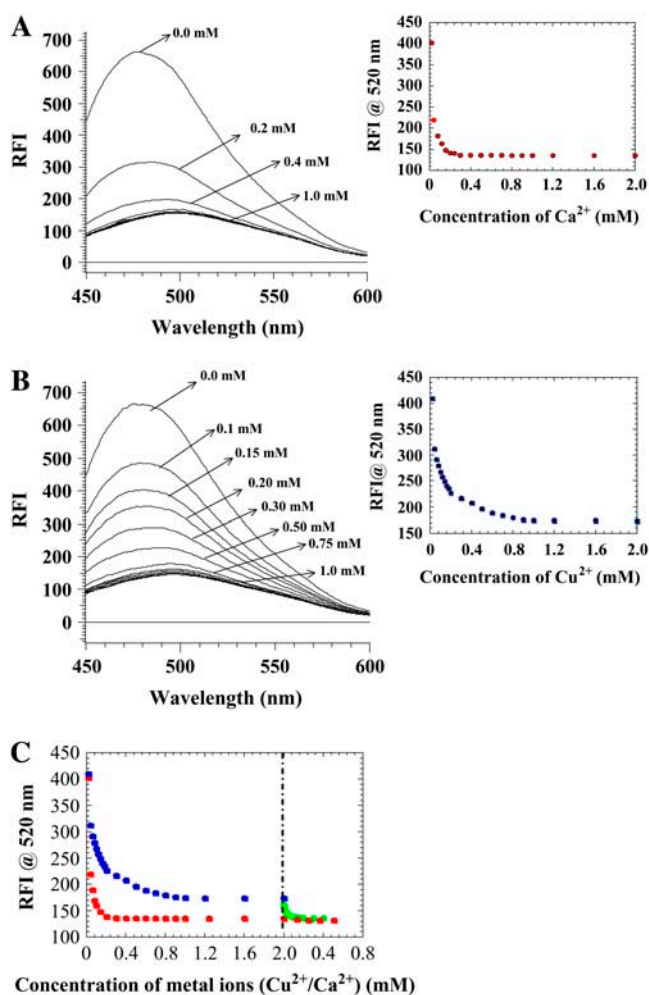 A
700
600
500
400
300
200
100
0
RFI
0.0 mM
0.2 mM
0.4 mM
1.0 mM
450 500 550 600
Wavelength (nm)
450
400
350
300
250
200
150
100
RFI @ 520 nm
0 0.4 0.8 1.2 1.6 2.0
Concentration of Ca²⁺ (mM)
B
700
600
500
400
300
200
100
0
RFI
0.0 mM
0.1 mM
0.15 mM
0.20 mM
0.30 mM
0.50 mM
0.75 mM
1.0 mM
450 500 550 600
Wavelength (nm)
450
400
350
300
250
200
150
RFI@ 520 nm
0 0.4 0.8 1.2 1.6 2.0
Concentration of Cu²⁺ (mM)
C
450
400
350
300
250
200
150
100
RFI @ 520 nm
0 0.4 0.8 1.2 1.6 2.0 0.4 0.8
Concentration of metal ions (Cu²⁺/Ca²⁺) (mM)